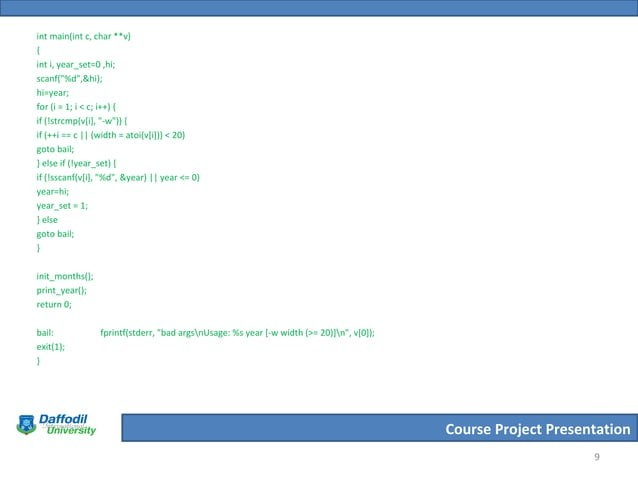 int main(int c, char **v)
{
int i, year_set=0 ,hi;
scanf("%d",&hi);
hi=year;
for (i = 1; i < c; i++) {
if (!strcmp(v[i], "-w")) {
if (++i == c || (width = atoi(v[i])) < 20)
goto bail;
} else if (!year_set) {
if (!sscanf(v[i], "%d", &year) || year <= 0)
year=hi;
year_set = 1;
} else
goto bail;
}
init_months();
print_year();
return 0;
bail: fprintf(stderr, "bad args\nUsage: %s year [-w width (>= 20)]\n", v[0]);
exit(1);
}
Daffodil
University
Course Project Presentation
9